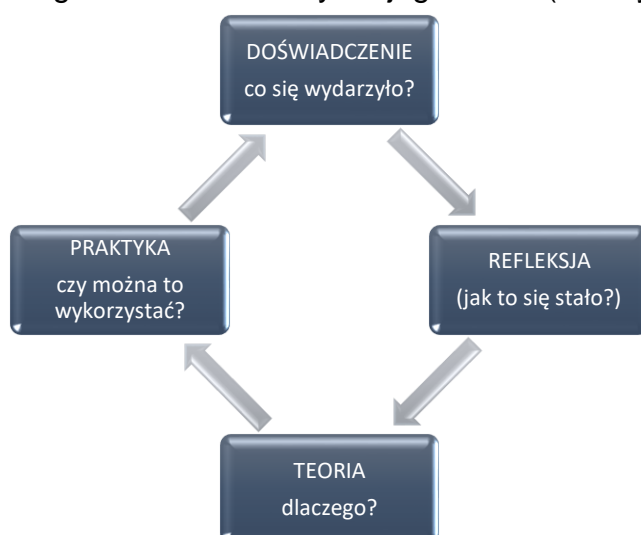 DOŚWIADCZENIE
co się wydarzyło?
PRAKTYKA
czy można to
wykorzystać?
REFLEKSJA
(jak to się stało?)
TEORIA
dlaczego?